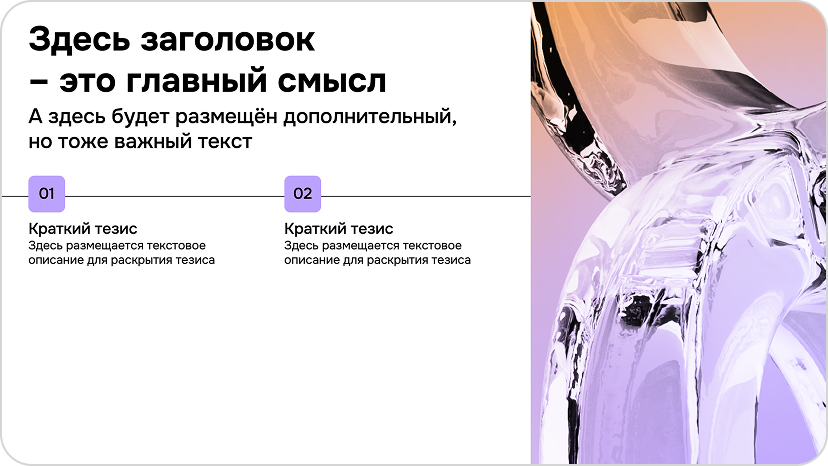 Здесь заголовок
– это главный смысл
А здесь будет размещён дополнительный,
но тоже важный текст
01
02
Краткий тезис
Здесь размещается текстовое
описание для раскрытия тезиса
Краткий тезис
Здесь размещается текстовое
описание для раскрытия тезиса